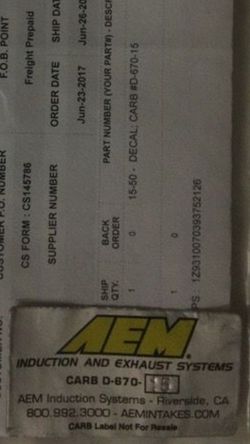 F.O.B. POINT
Freight Prepaid
SHIP DAT
Jun-26-20
ORDER DATE
Jun-23-2017
CUSTOMER P.O. NUMBER
CS FORM : CS145786
SUPPLIER NUMBER
PART NUMBER (YOUR PART#) - DESCR
15-50 - DECAL; CARB #D-670-15
BACK
ORDER
0
SHIP
QTY.
1
0
1
PS : 1Z9310070393752126
AEM
INDUCTION AND EXHAUST SYSTEMS
CARB D-670-
AEM Induction Systems - Riverside, CA
800.992.3000 - AEMINTAKES.COM
CARB Label Not For Resale